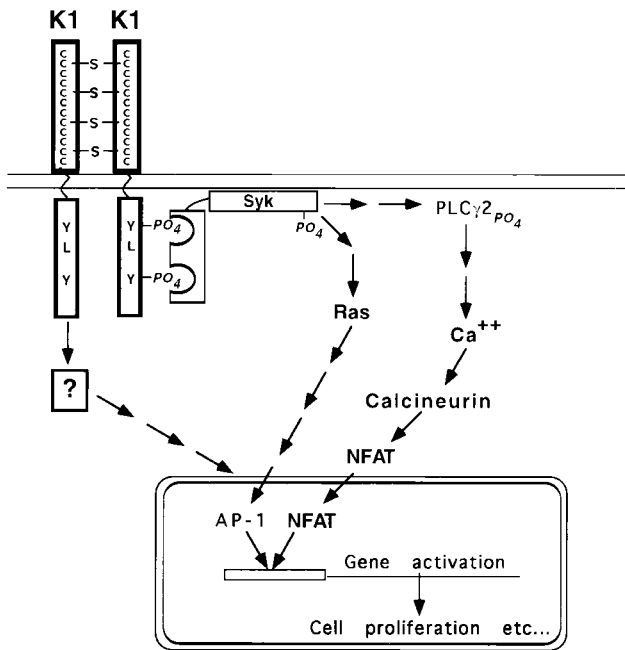 K1 K1
C C
C S C
C C
C C
C S C
C C
C C
C S C
C C
C C
C S C
C C
Syk
Y Y PO4
L L
Y Y PO4
PO4
PLCγ2PO4
Ras
Ca++
?
Calcineurin
NFAT
AP-1 NFAT
Gene activation
Cell proliferation etc...